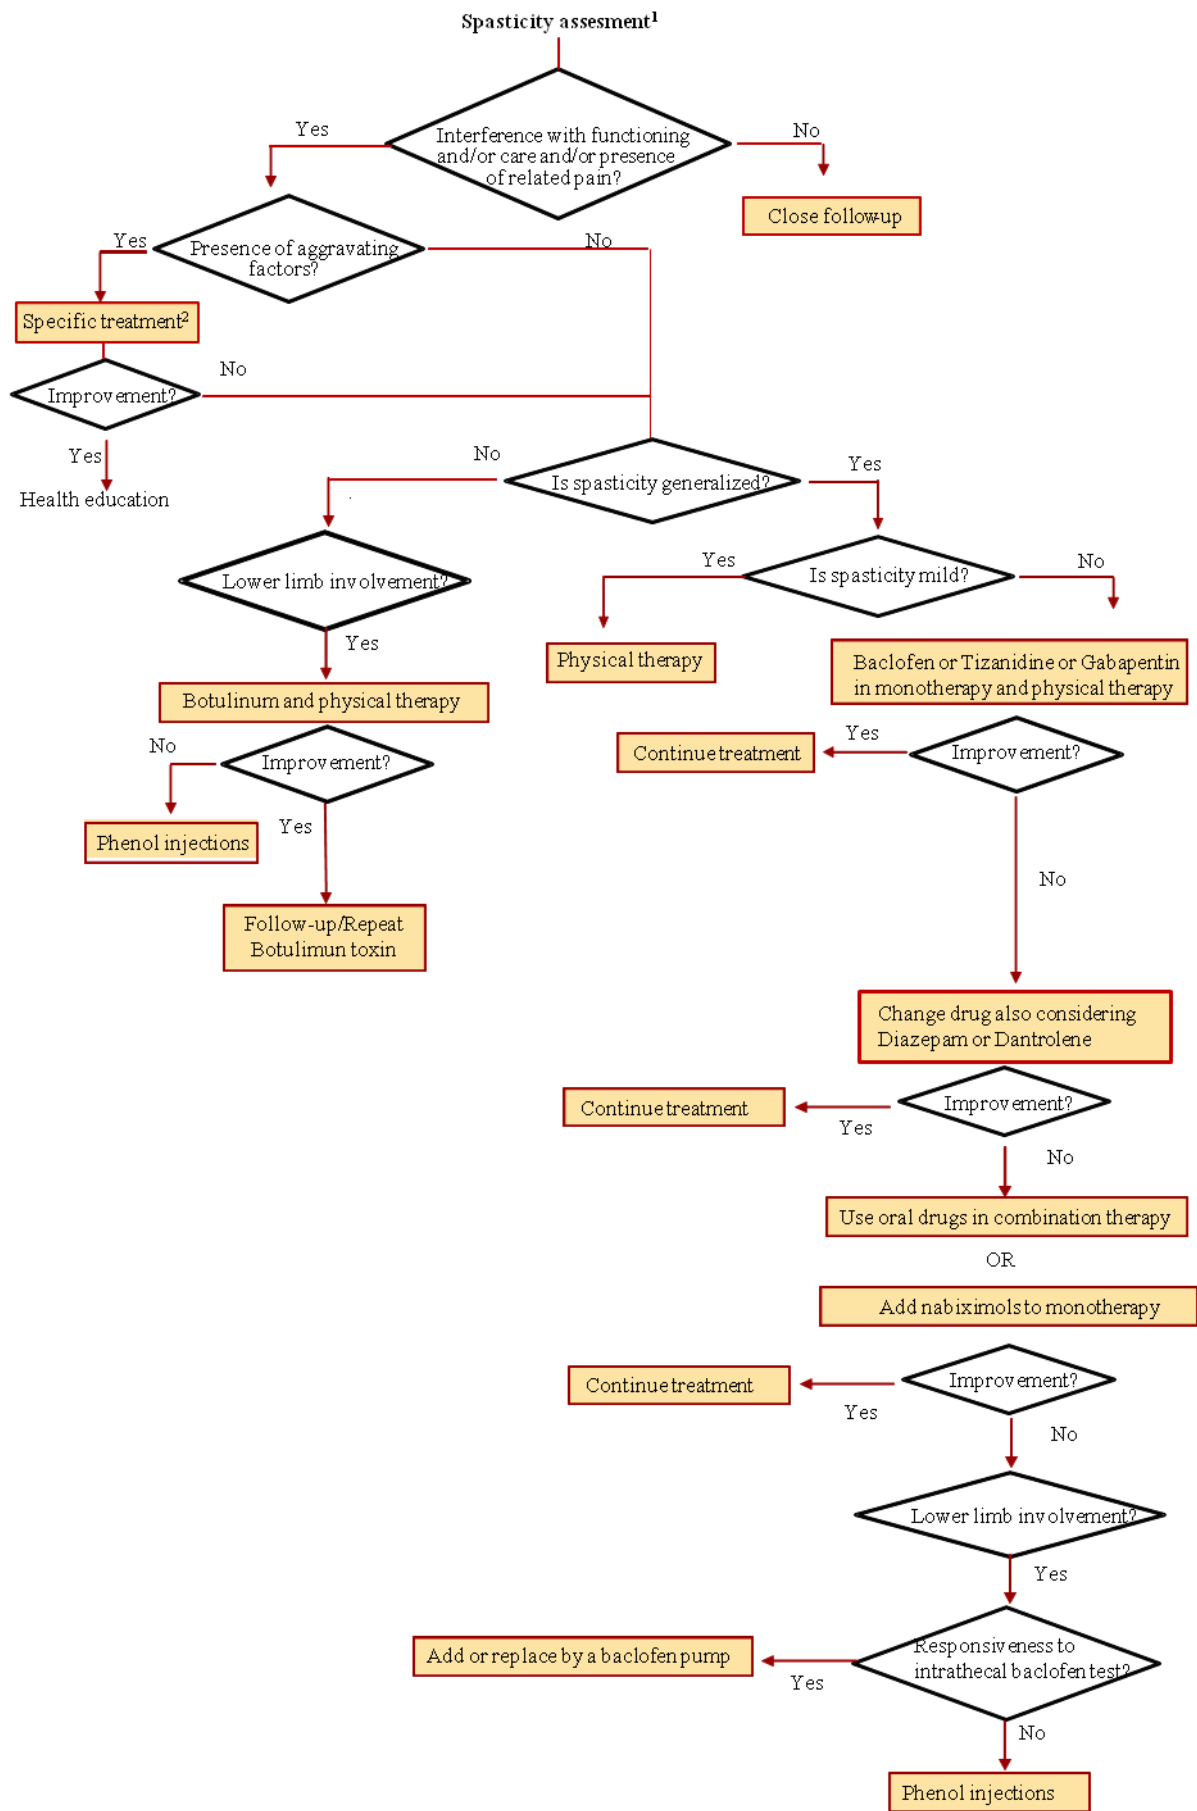 Spasticity assesment¹
Yes
Interference with functioning
and/or care and/or presence
of related pain?
No
Close follow-up
Yes
Presence of aggravating
factors?
No
Specific treatment²
Improvement?
No
Yes
Health education
No
Is spasticity generalized?
Yes
Lower limb involvement?
Yes
Is spasticity mild?
No
Yes
Physical therapy
Baclofen or Tizanidine or Gabapentin
in monotherapy and physical therapy
Botulinum and physical therapy
No
Improvement?
Continue treatment
Yes
Improvement?
Phenol injections
Yes
No
Follow-up/Repeat
Botulimun toxin
Change drug also considering
Diazepam or Dantrolene
Continue treatment
Yes
Improvement?
No
Use oral drugs in combination therapy
OR
Add nabiximols to monotherapy
Continue treatment
Yes
Improvement?
No
Lower limb involvement?
Yes
Add or replace by a baclofen pump
Yes
Responsiveness to
intrathecal baclofen test?
No
Phenol injections